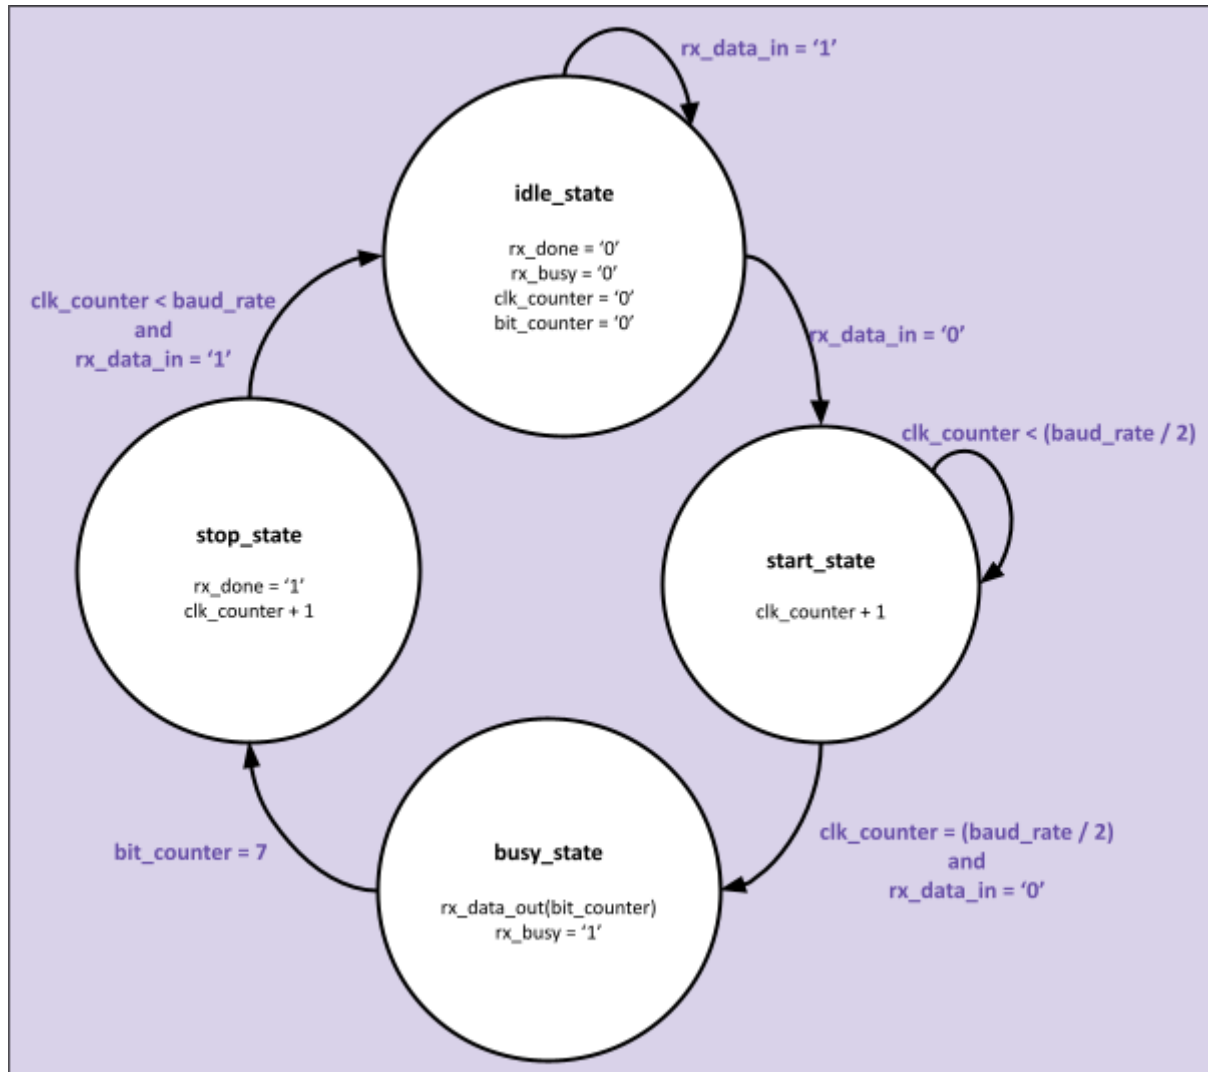 rx_data_in = ‘1’
idle_state
rx_done = ‘0’
rx_busy = ‘0’
clk_counter = ‘0’
bit_counter = ‘0’
clk_counter < baud_rate
and
rx_data_in = ‘1’
rx_data_in = ‘0’
clk_counter < (baud_rate / 2)
stop_state
rx_done = ‘1’
clk_counter + 1
start_state
clk_counter + 1
clk_counter = (baud_rate / 2)
and
rx_data_in = ‘0’
bit_counter = 7
busy_state
rx_data_out(bit_counter)
rx_busy = ‘1’